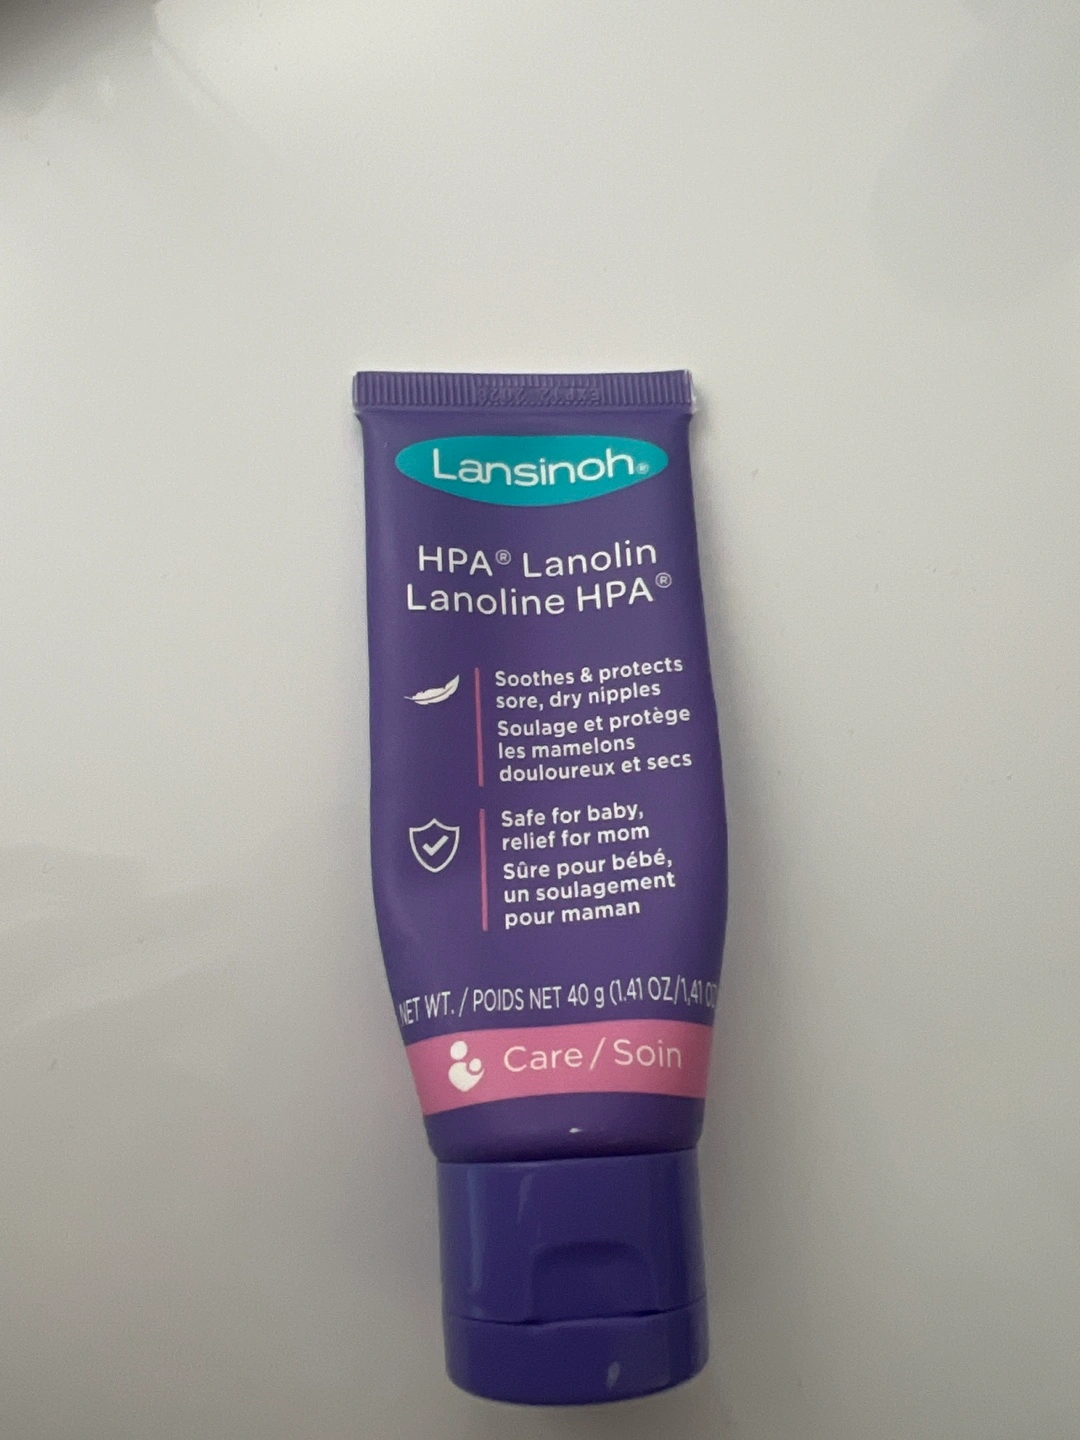 Lansinoh®
HPA® Lanolin
Lanoline HPA®
Soothes & protects
sore, dry nipples
Soulage et protège
les mamelons
douloureux et secs
Safe for baby,
relief for mom
Sûre pour bébé,
un soulagement
pour maman
NET WT. / POIDS NET 40 g (1.41 OZ/1,41 OZ
Care / Soin